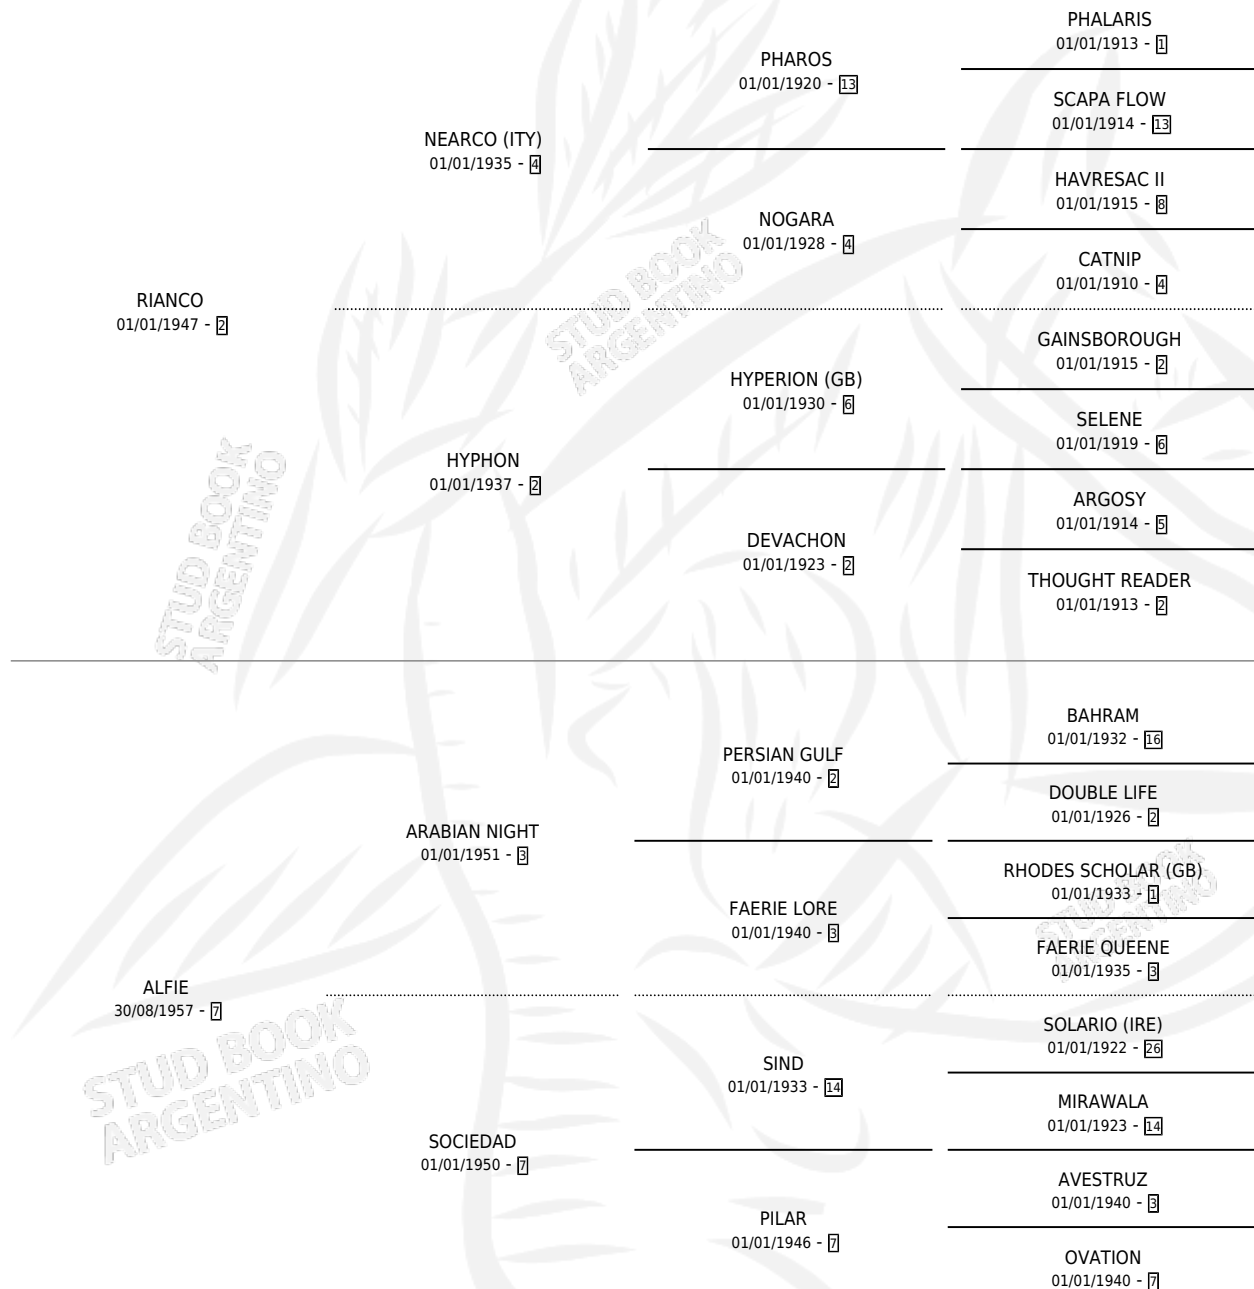 PHALARIS
01/01/1913 - 1
PHAROS
01/01/1920 - 13
SCAPA FLOW
01/01/1914 - 13
NEARCO (ITY)
01/01/1935 - 4
HAVRESAC II
01/01/1915 - 8
NOGARA
01/01/1928 - 4
CATNIP
01/01/1910 - 4
RIANCO
01/01/1947 - 2
GAINSBOROUGH
01/01/1915 - 2
HYPERION (GB)
01/01/1930 - 6
SELENE
01/01/1919 - 6
HYPHON
01/01/1937 - 2
ARGOSY
01/01/1914 - 5
DEVACHON
01/01/1923 - 2
THOUGHT READER
01/01/1913 - 2
BAHRAM
01/01/1932 - 16
PERSIAN GULF
01/01/1940 - 2
DOUBLE LIFE
01/01/1926 - 2
ARABIAN NIGHT
01/01/1951 - 3
RHODES SCHOLAR (GB)
01/01/1933 - 1
FAERIE LORE
01/01/1940 - 3
FAERIE QUEENE
01/01/1935 - 3
ALFIE
30/08/1957 - 7
SOLARIO (IRE)
01/01/1922 - 26
SIND
01/01/1933 - 14
MIRAWALA
01/01/1923 - 14
SOCIEDAD
01/01/1950 - 7
AVESTRUZ
01/01/1940 - 3
PILAR
01/01/1946 - 7
OVATION
01/01/1940 - 7
STUD BOOK
ARGENTINO
STUD BOOK
ARGENTINO
STUD BOOK
ARGENTINO
STUD BOOK
ARGENTINO